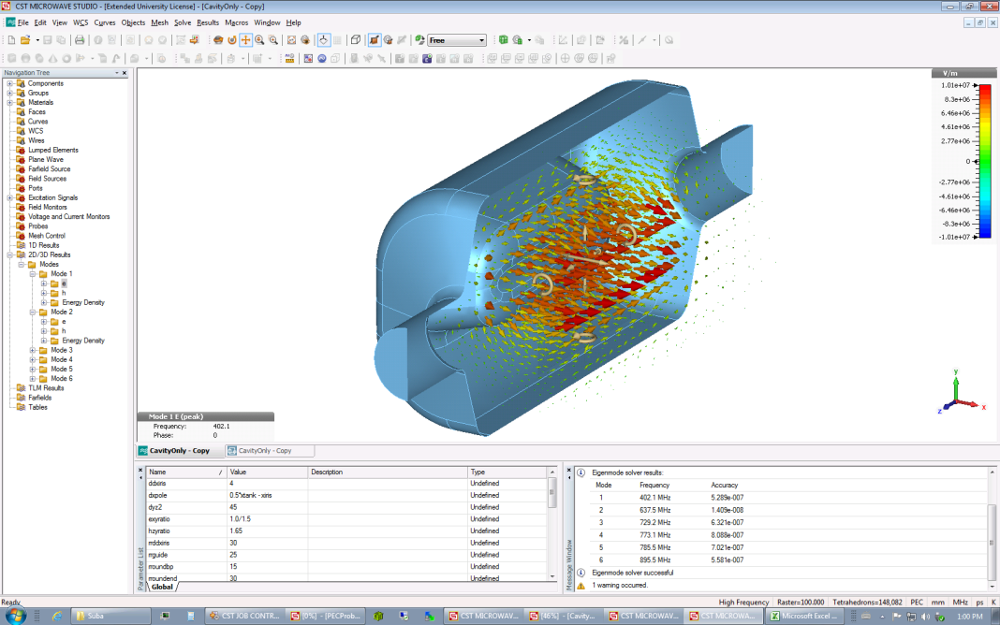 CST MICROWAVE STUDIO - [Extended University License] - [CavityOnly - Copy]
File Edit View WCS Curves Objects Mesh Solve Results Macros Window Help
Free
Navigation Tree
Components
Groups
Materials
Faces
Curves
WCS
Wires
Lumped Elements
Plane Wave
Farfield Source
Field Sources
Ports
Excitation Signals
Field Monitors
Voltage and Current Monitors
Probes
Mesh Control
1D Results
2D/3D Results
Modes
Mode 1
e
h
Energy Density
Mode 2
e
h
Energy Density
Mode 3
Mode 4
Mode 5
Mode 6
TLM Results
Farfields
Tables
V/m
1.01e+07
8.3e+06
6.46e+06
4.61e+06
2.77e+06
0
-2.77e+06
-4.61e+06
-6.46e+06
-8.3e+06
-1.01e+07
y
z
x
Mode 1 E (peak)
Frequency: 402.1
Phase: 0
CavityOnly - Copy CavityOnly - Copy
Parameter List
Name / Value Description Type
ddxiris 4 Undefined
dxpole 0.5*xtank - xiris Undefined
dyz2 45 Undefined
exyratio 1.0/1.5 Undefined
hzyratio 1.65 Undefined
rrddxiris 30 Undefined
rrguide 25 Undefined
roundbp 15 Undefined
roundend 30 Undefined
Global
Message Window
Eigenmode solver results:
Mode Frequency Accuracy
1 402.1 MHz 5.289e-007
2 637.5 MHz 1.409e-008
3 729.2 MHz 6.321e-007
4 773.1 MHz 8.088e-007
5 785.5 MHz 7.021e-007
6 895.5 MHz 5.581e-007
Eigenmode solver successful
1 warning occurred.
Ready
High Frequency Raster=100.000 Tetrahedrons=148,082 PEC mm MHz ps K
Suba
CST JOB CONTR...
[0%] - [PECProb...
CST MICROWAV...
[46%] - [Cavity...
CST MICROWAV...
CST MICROWAV...
Microsoft Excel ...
1:00 PM